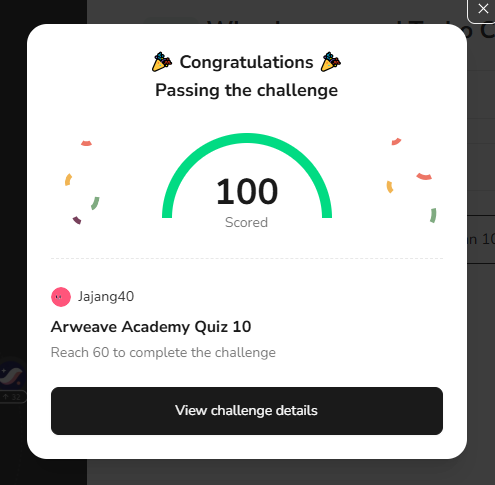 Congratulations
Passing the challenge
100
Scored
Jajang40
Arweave Academy Quiz 10
Reach 60 to complete the challenge
View challenge details